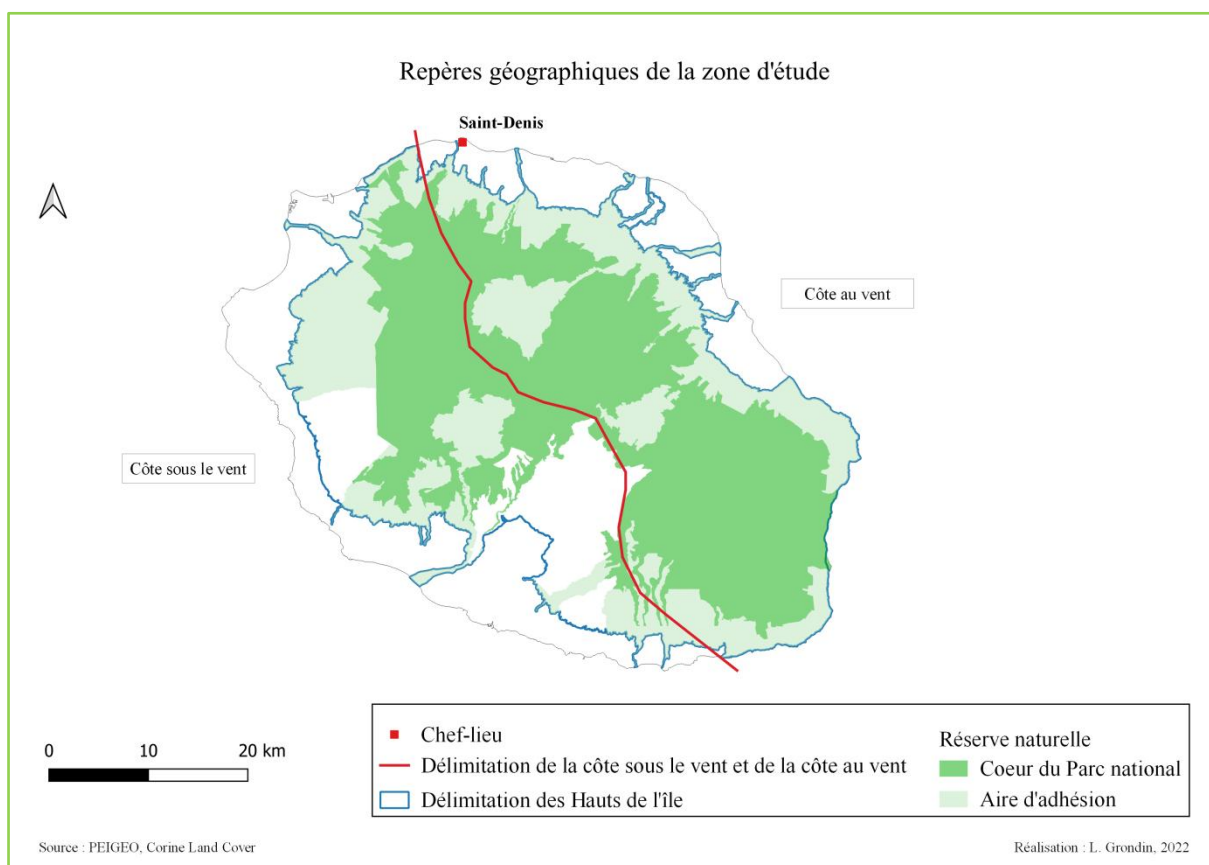 Repères géographiques de la zone d'étude
Saint-Denis
Côte au vent
Côte sous le vent
0 10 20 km
Chef-lieu
Délimitation de la côte sous le vent et de la côte au vent
Délimitation des Hauts de l'île
Réserve naturelle
Coeur du Parc national
Aire d'adhésion
Source : PEIGEO, Corine Land Cover
Réalisation : L. Grondin, 2022